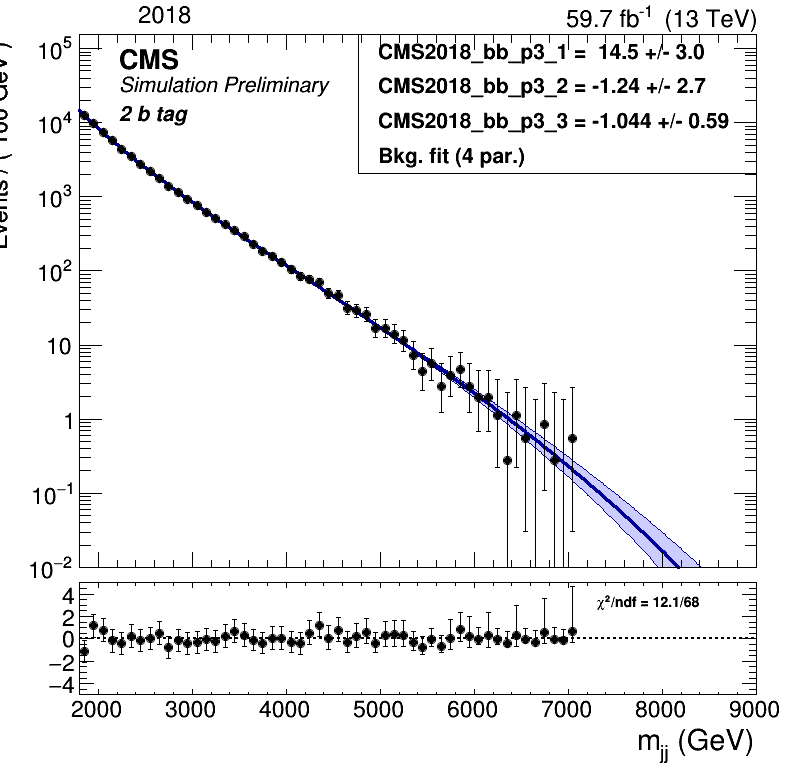 2018
59.7 fb⁻¹ (13 TeV)
CMS
Simulation Preliminary
2 b tag
CMS2018_bb_p3_1 = 14.5 +/- 3.0
CMS2018_bb_p3_2 = -1.24 +/- 2.7
CMS2018_bb_p3_3 = -1.044 +/- 0.59
Bkg. fit (4 par.)
10⁵
10⁴
10³
10²
10
1
10⁻¹
10⁻²
χ²/ndf = 12.1/68
4
2
0
−2
−4
2000 3000 4000 5000 6000 7000 8000 9000
m_jj (GeV)